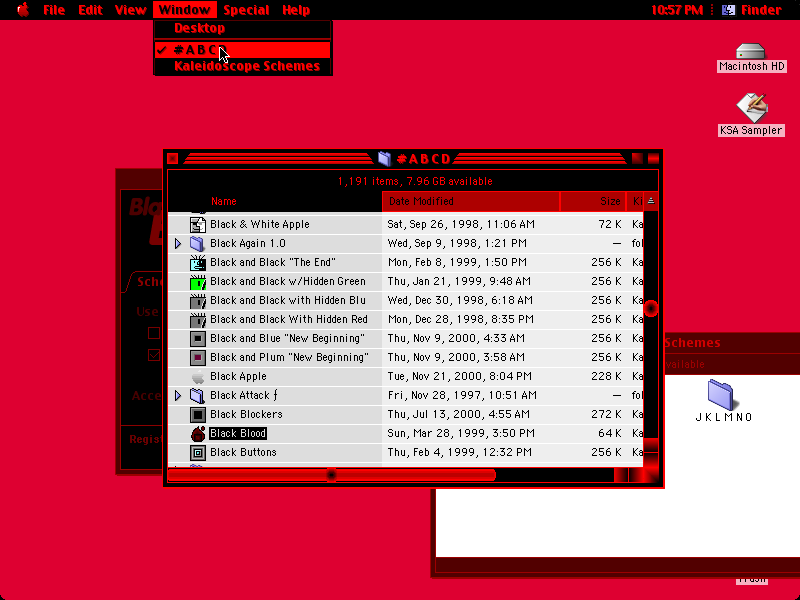 File Edit View Window Special Help 10:57 PM Finder
Desktop
#ABCD
Kaleidoscope Schemes
Macintosh HD
KSA Sampler
#ABCD
1,191 items, 7.96 GB available
Name Date Modified Size Ki
Black & White Apple Sat, Sep 26, 1998, 11:06 AM 72 K Ka
Black Again 1.0 Wed, Sep 9, 1998, 1:21 PM — fol
Black and Black "The End" Mon, Feb 8, 1999, 1:50 PM 256 K Ka
Black and Black w/Hidden Green Thu, Jan 21, 1999, 9:48 AM 256 K Ka
Black and Black with Hidden Blu Wed, Dec 30, 1998, 6:18 AM 256 K Ka
Black and Black With Hidden Red Mon, Dec 28, 1998, 8:35 PM 256 K Ka
Black and Blue "New Beginning" Thu, Nov 9, 2000, 4:33 AM 256 K Ka
Black and Plum "New Beginning" Thu, Nov 9, 2000, 3:58 AM 256 K Ka
Black Apple Tue, Nov 21, 2000, 8:04 PM 228 K Ka
Black Attack ƒ Fri, Nov 28, 1997, 10:51 AM — fol
Black Blockers Thu, Jul 13, 2000, 4:55 AM 272 K Ka
Black Blood Sun, Mar 28, 1999, 3:50 PM 64 K Ka
Black Buttons Thu, Feb 4, 1999, 12:32 PM 256 K Ka
Sche
Use
Acce
Regist
Schemes
vailable
JKLMNO
Trash